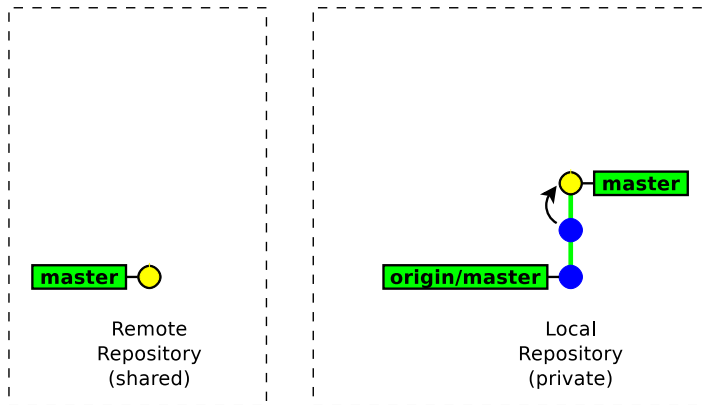 master
master
origin/master
Remote
Repository
(shared)
Local
Repository
(private)